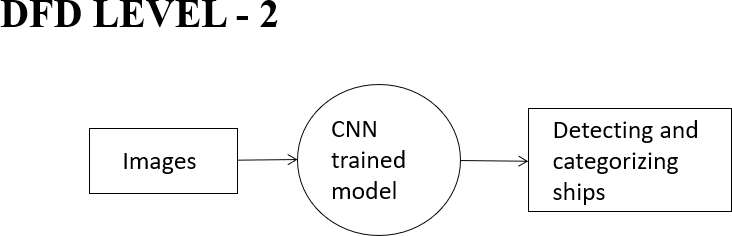 DFD LEVEL - 2
Images
CNN
trained
model
Detecting and
categorizing
ships